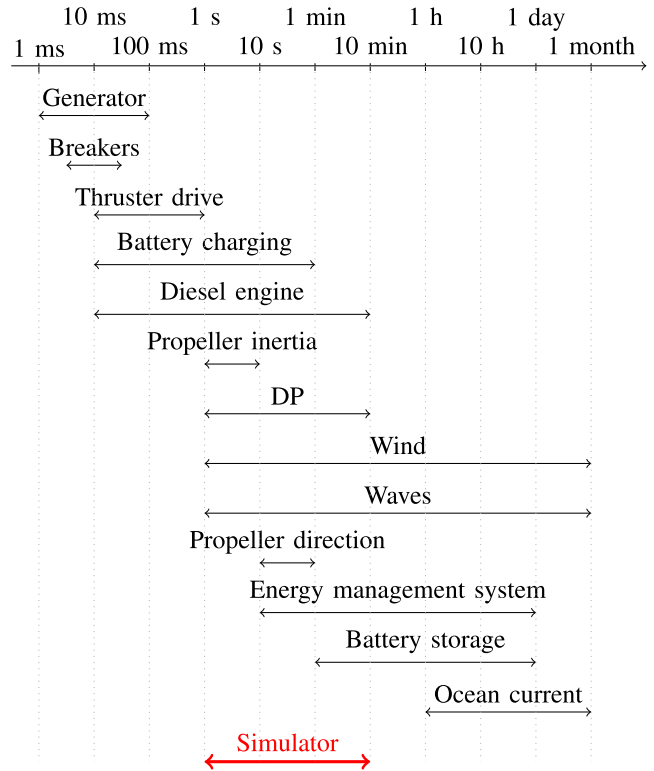 10 ms 1 s 1 min 1 h 1 day
1 ms 100 ms 10 s 10 min 10 h 1 month
Generator
Breakers
Thruster drive
Battery charging
Diesel engine
Propeller inertia
DP
Wind
Waves
Propeller direction
Energy management system
Battery storage
Ocean current
Simulator